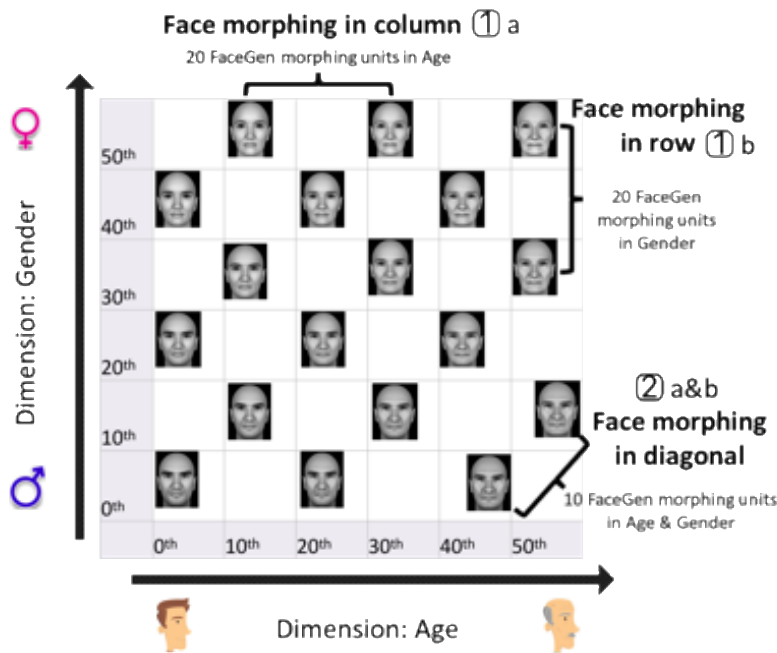 Face morphing in column 1 a
20 FaceGen morphing units in Age
Face morphing
in row 1 b
20 FaceGen
morphing units
in Gender
♀
Dimension: Gender
♂
50th
40th
30th
20th
10th
0th
2 a&b
Face morphing
in diagonal
10 FaceGen morphing units
in Age & Gender
0th 10th 20th 30th 40th 50th
Dimension: Age